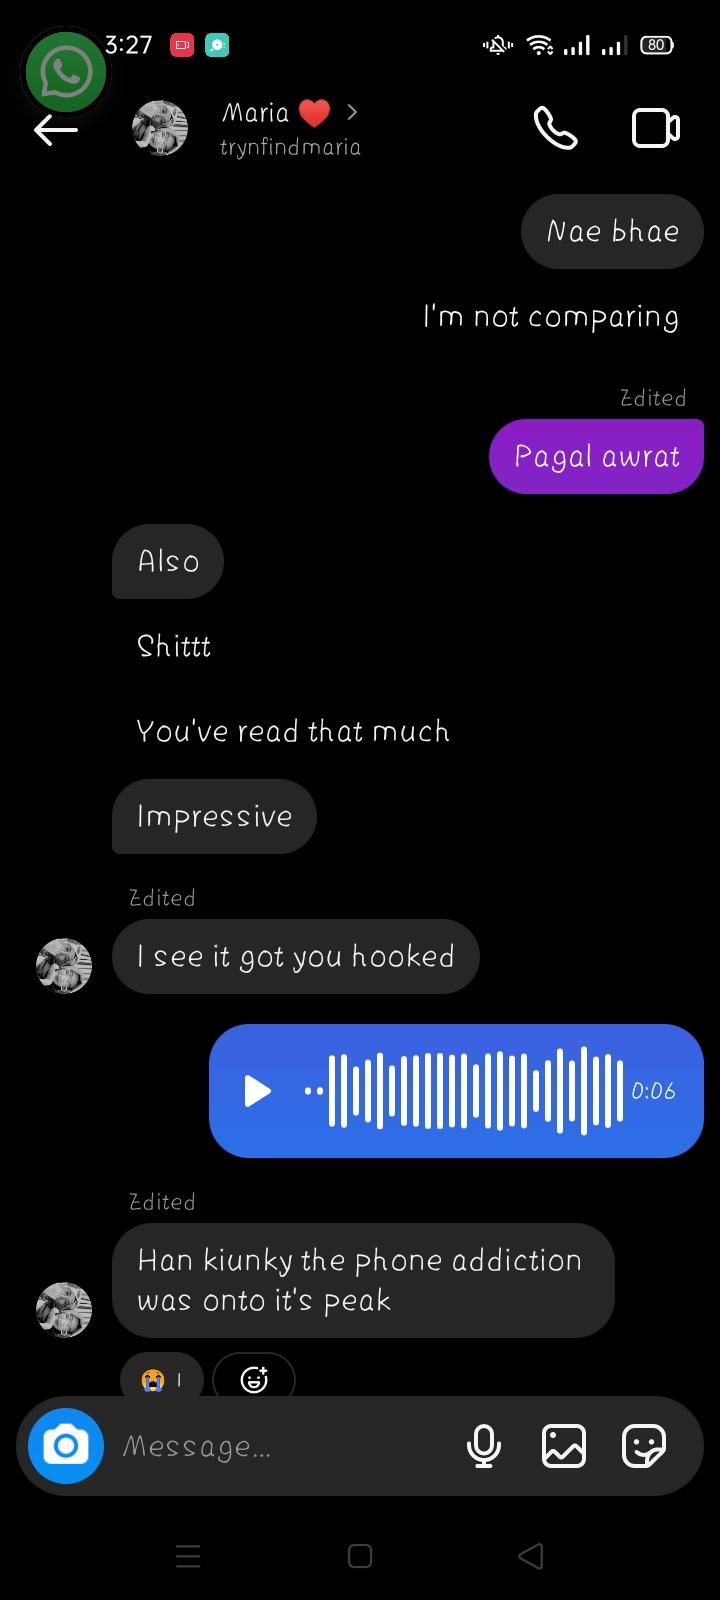 3:27
80
Maria ❤️ >
trynfindmaria
Nae bhae
I'm not comparing
Edited
Pagal awrat
Also
Shittt
You've read that much
Impressive
Edited
I see it got you hooked
0:06
Edited
Han kiunky the phone addiction
was onto it's peak
😭 1
Message...